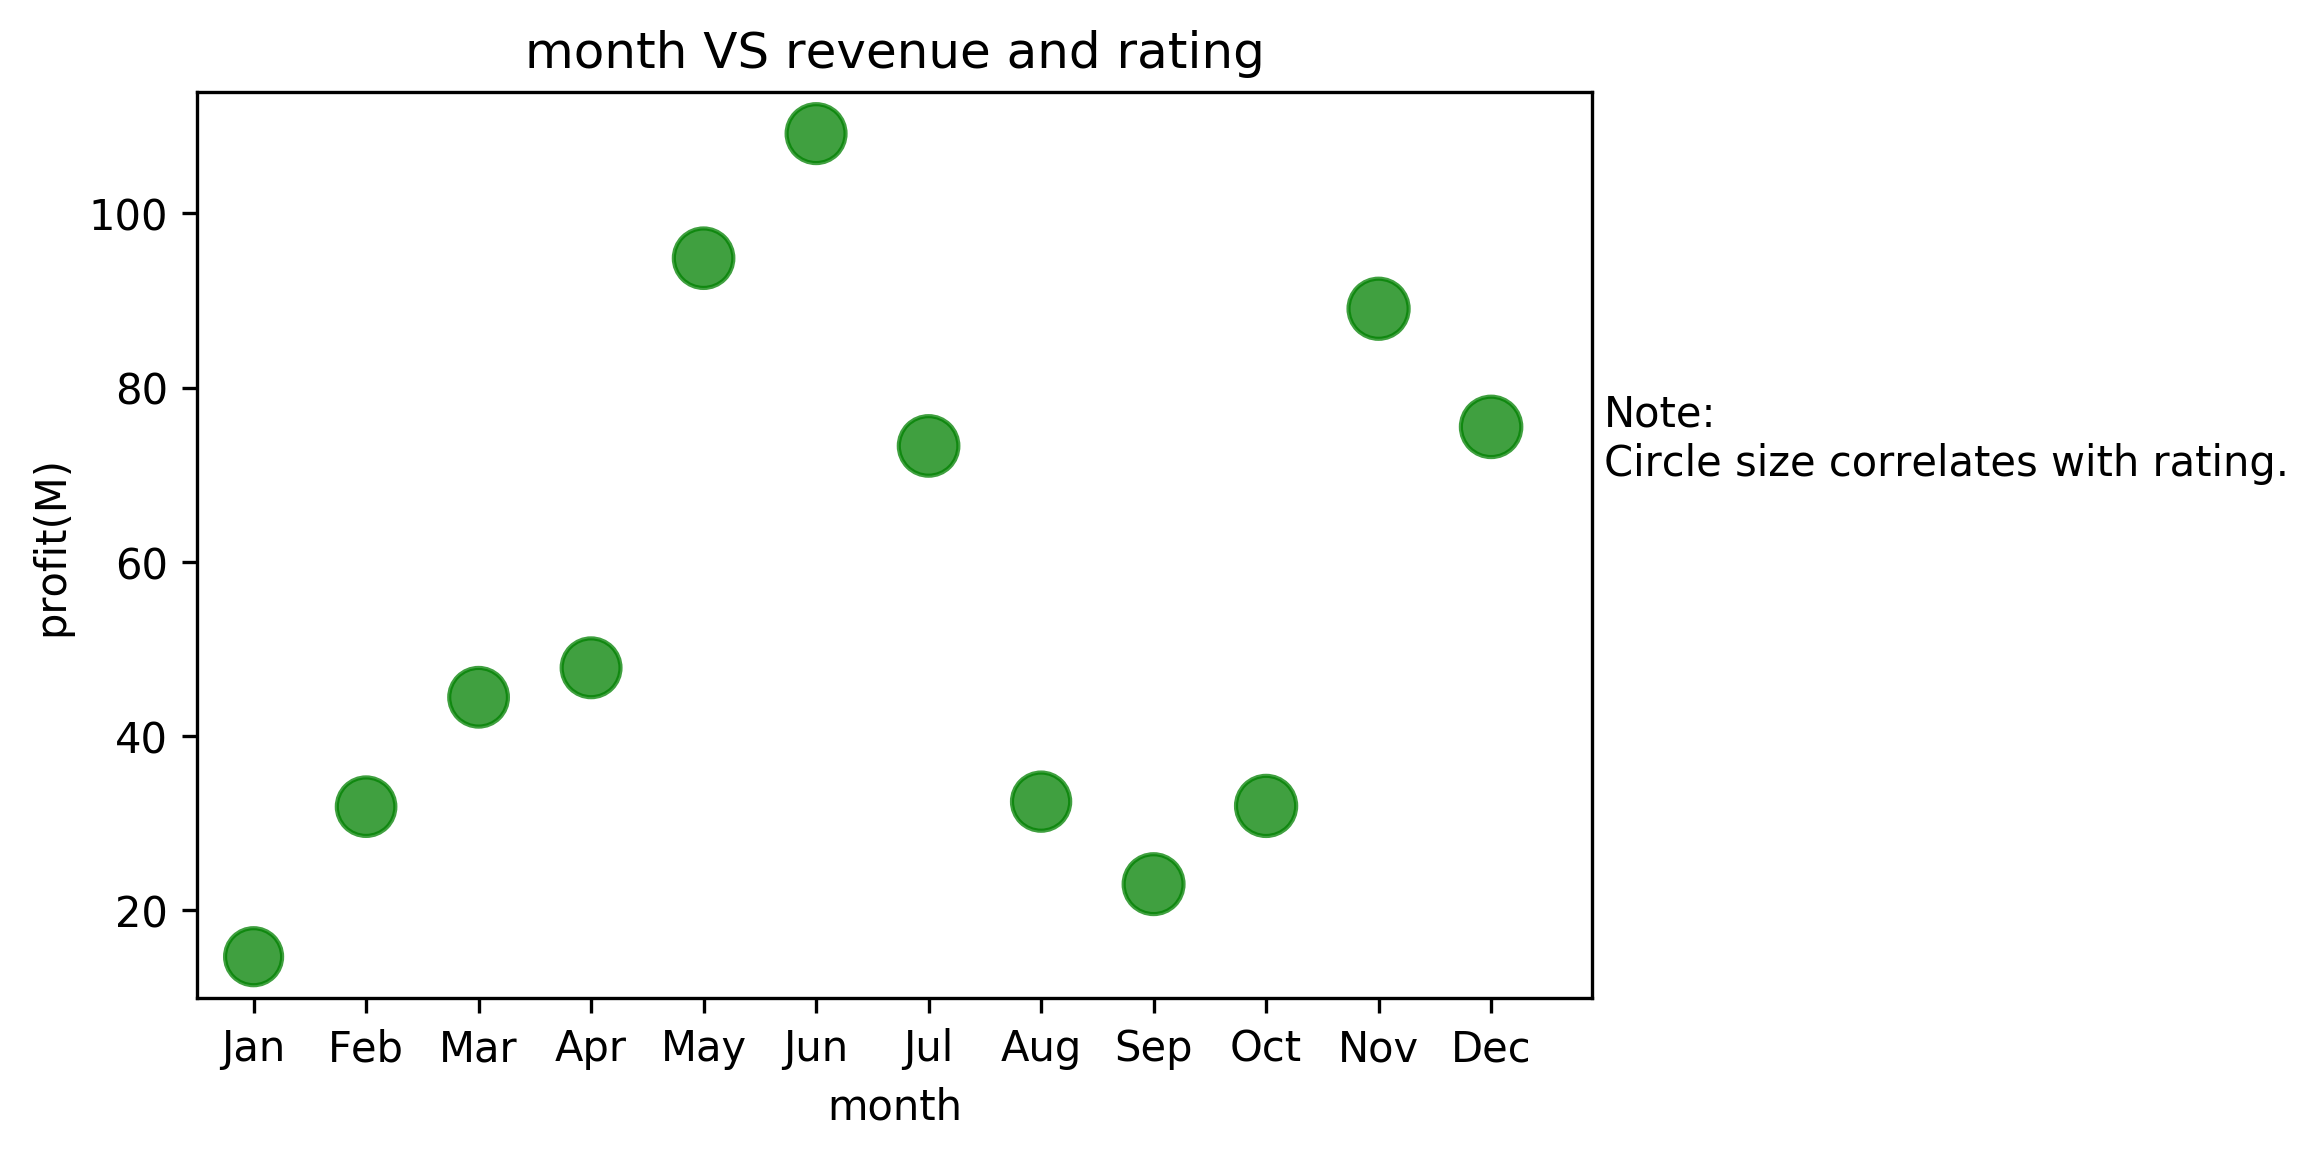 month VS revenue and rating
profit(M)
100
80
60
40
20
Jan Feb Mar Apr May Jun Jul Aug Sep Oct Nov Dec
month
Note:
Circle size correlates with rating.